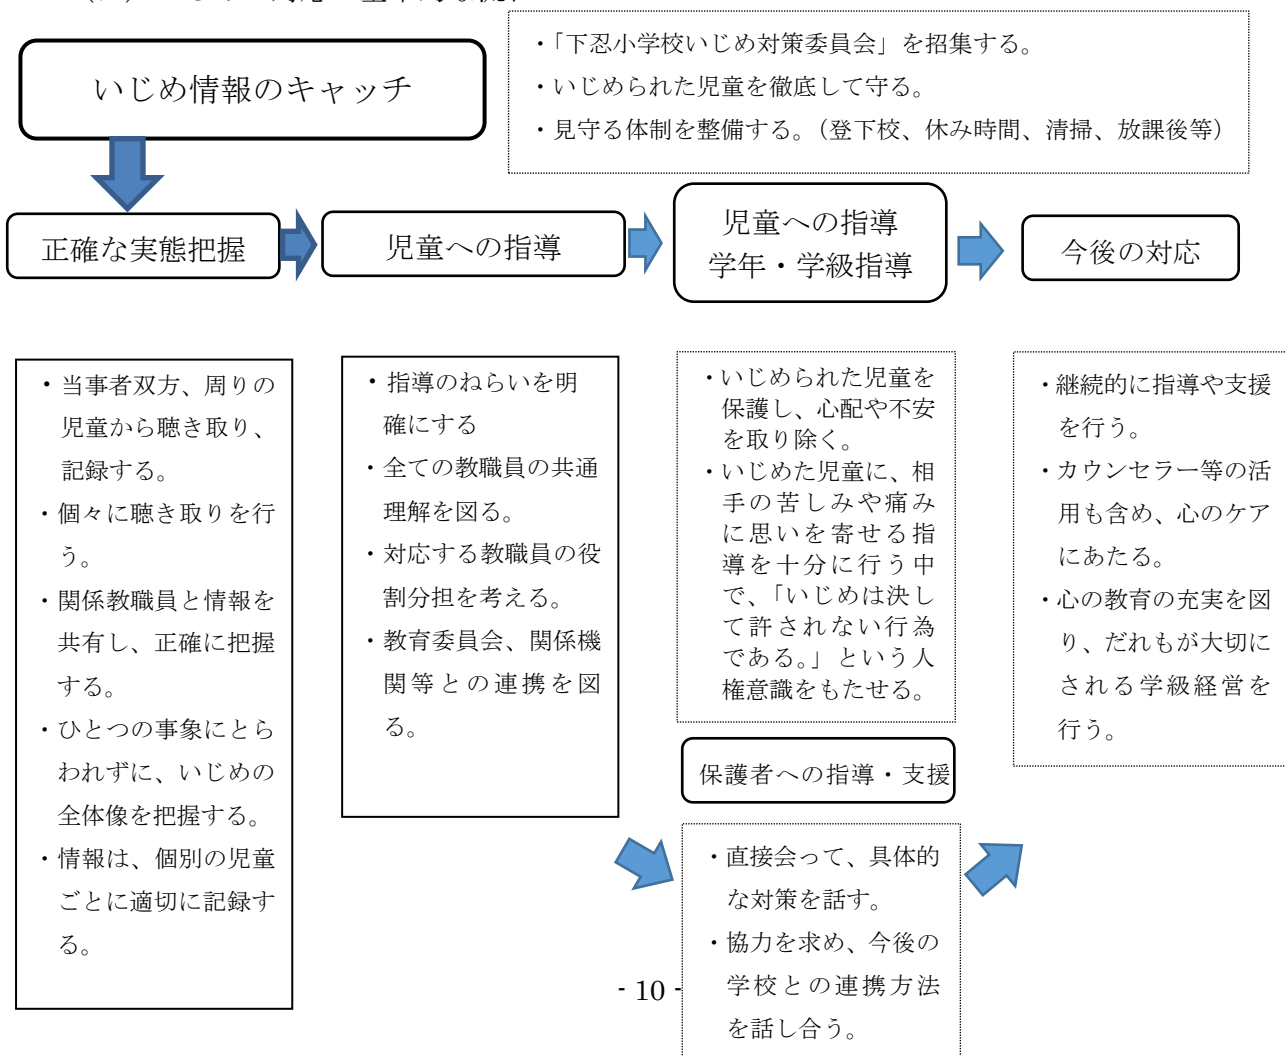 ・「下忍小学校いじめ対策委員会」を招集する。
・いじめられた児童を徹底して守る。
・見守る体制を整備する。（登下校、休み時間、清掃、放課後等）
いじめ情報のキャッチ
正確な実態把握
児童への指導
児童への指導
学年・学級指導
今後の対応
・当事者双方、周りの
児童から聴き取り、
記録する。
・個々に聴き取りを行
う。
・関係教職員と情報を
共有し、正確に把握
する。
・ひとつの事象にとら
われずに、いじめの
全体像を把握する。
・情報は、個別の児童
ごとに適切に記録す
る。
・指導のねらいを明
確にする
・全ての教職員の共通
理解を図る。
・対応する教職員の役
割分担を考える。
・教育委員会、関係機
関等との連携を図
る。
・いじめられた児童を
保護し、心配や不安
を取り除く。
・いじめた児童に、相
手の苦しみや痛み
に思いを寄せる指
導を十分に行う中
で、「いじめは決し
て許されない行為
である。」という人
権意識をもたせる。
保護者への指導・支援
・直接会って、具体的
な対策を話す。
・協力を求め、今後の
学校との連携方法
を話し合う。
・継続的に指導や支援
を行う。
・カウンセラー等の活
用も含め、心のケア
にあたる。
・心の教育の充実を図
り、だれもが大切に
される学級経営を
行う。
- 10 -